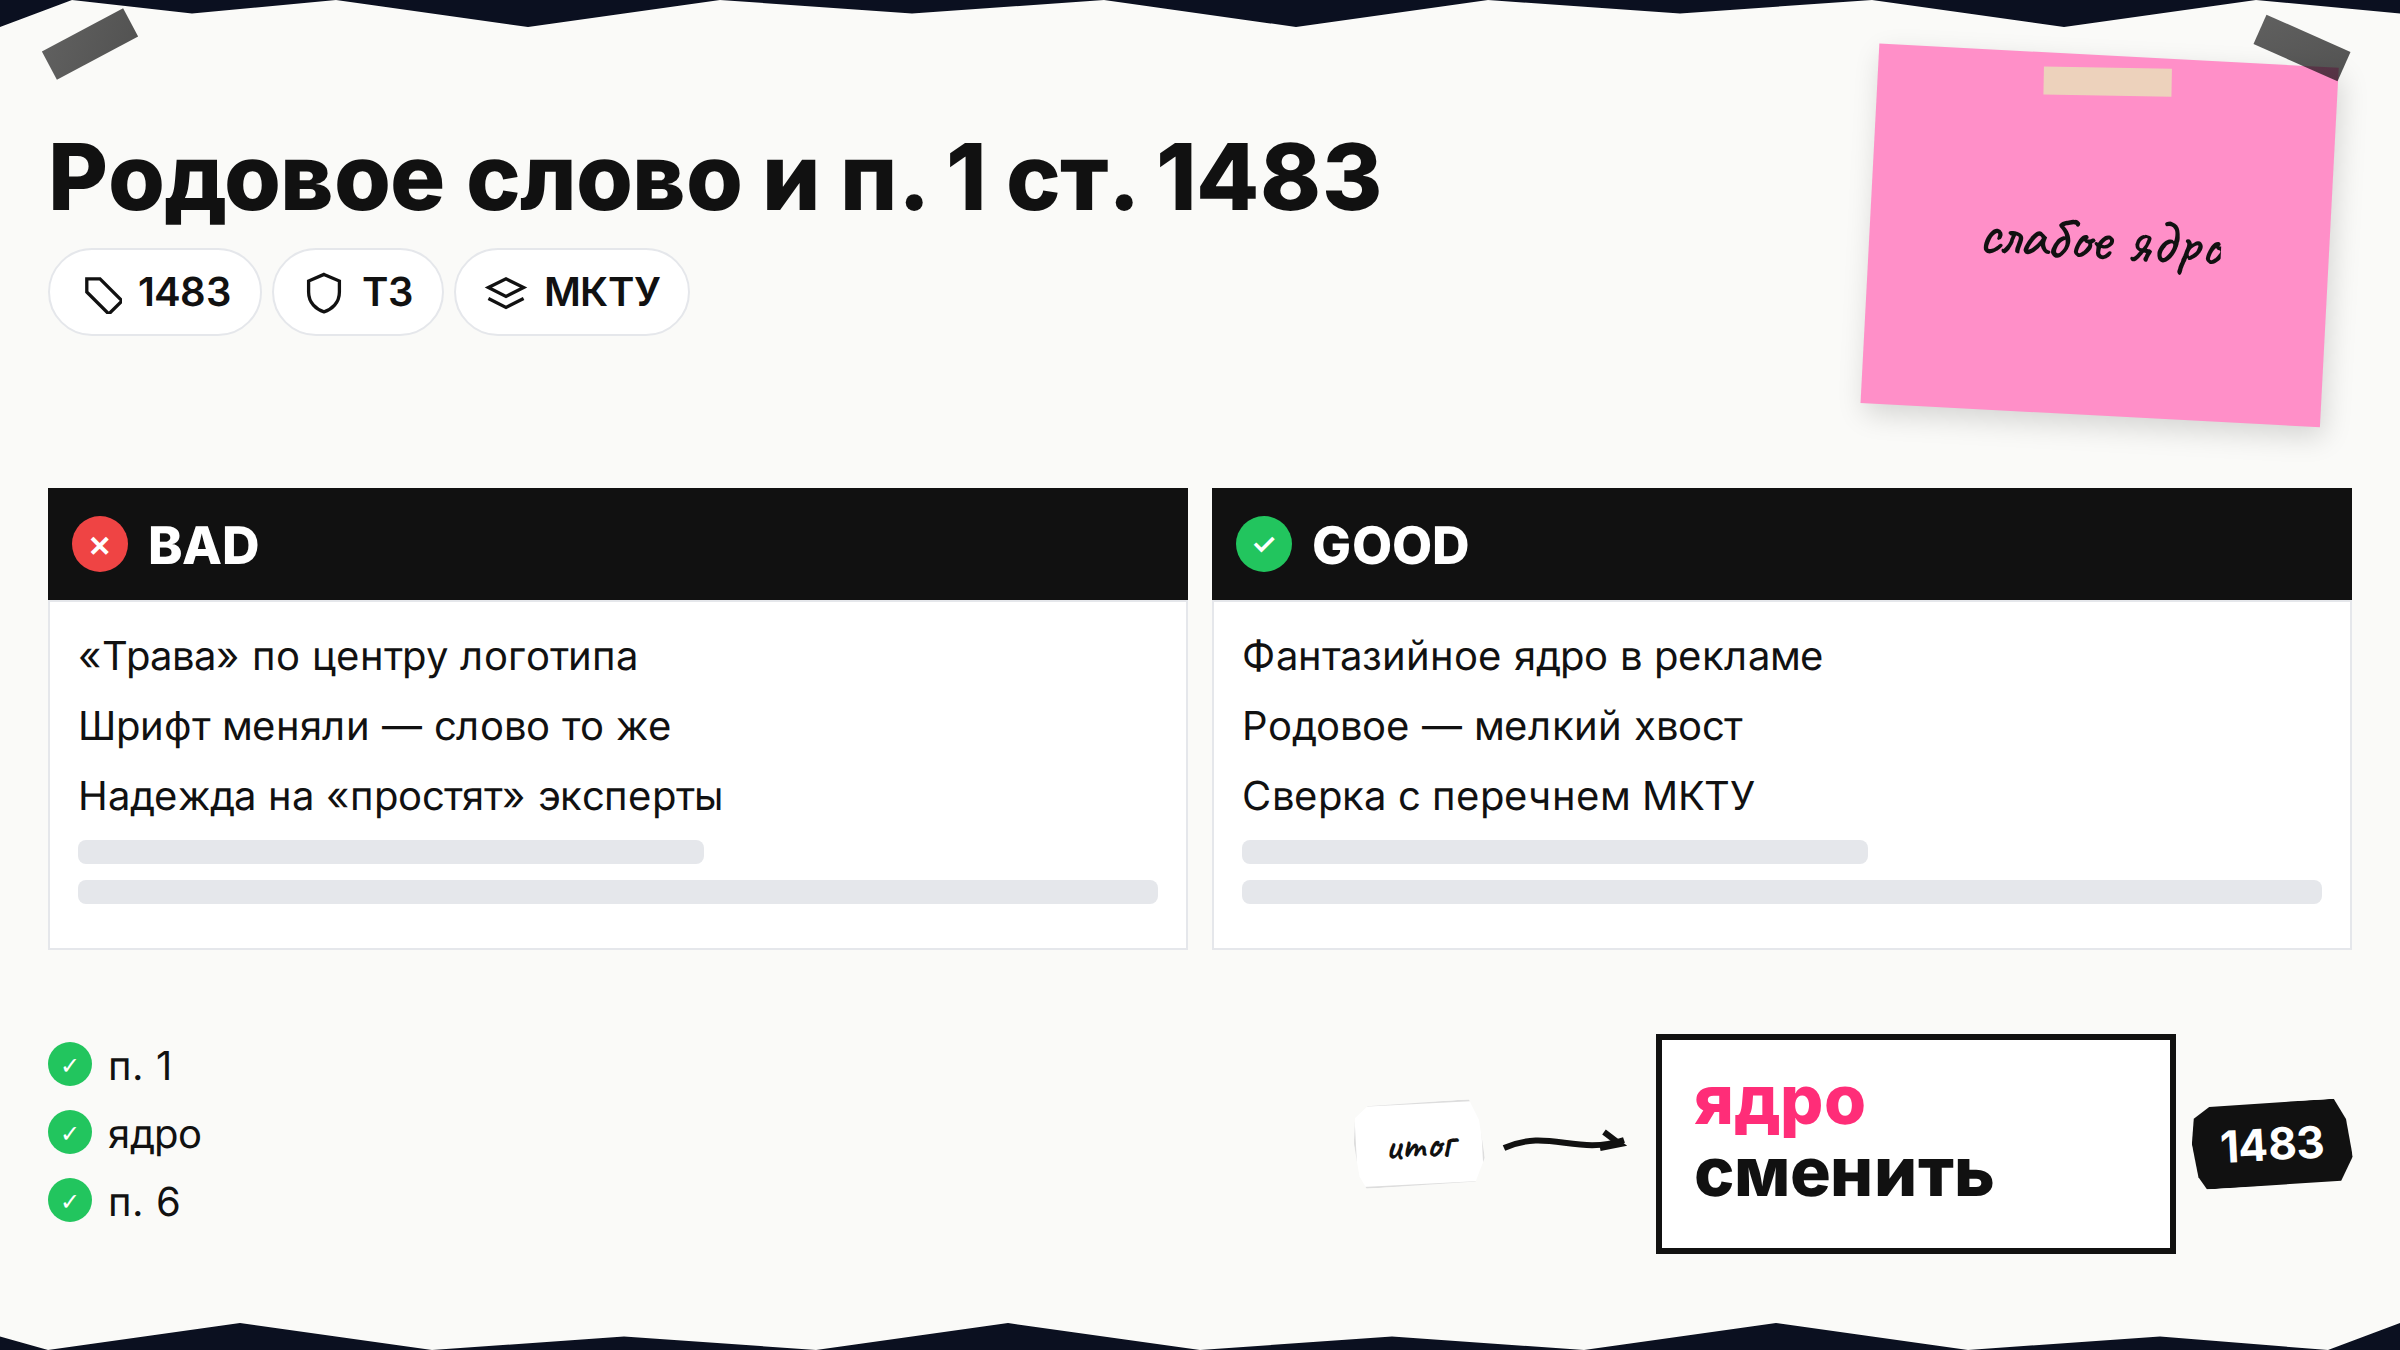 Родовое слово и п. 1 ст. 1483
1483
ТЗ
МКТУ
слабое ядро
BAD
«Трава» по центру логотипа
Шрифт меняли — слово то же
Надежда на «простят» эксперты
GOOD
Фантазийное ядро в рекламе
Родовое — мелкий хвост
Сверка с перечнем МКТУ
п. 1
ядро
п. 6
итог
ядро
сменить
1483